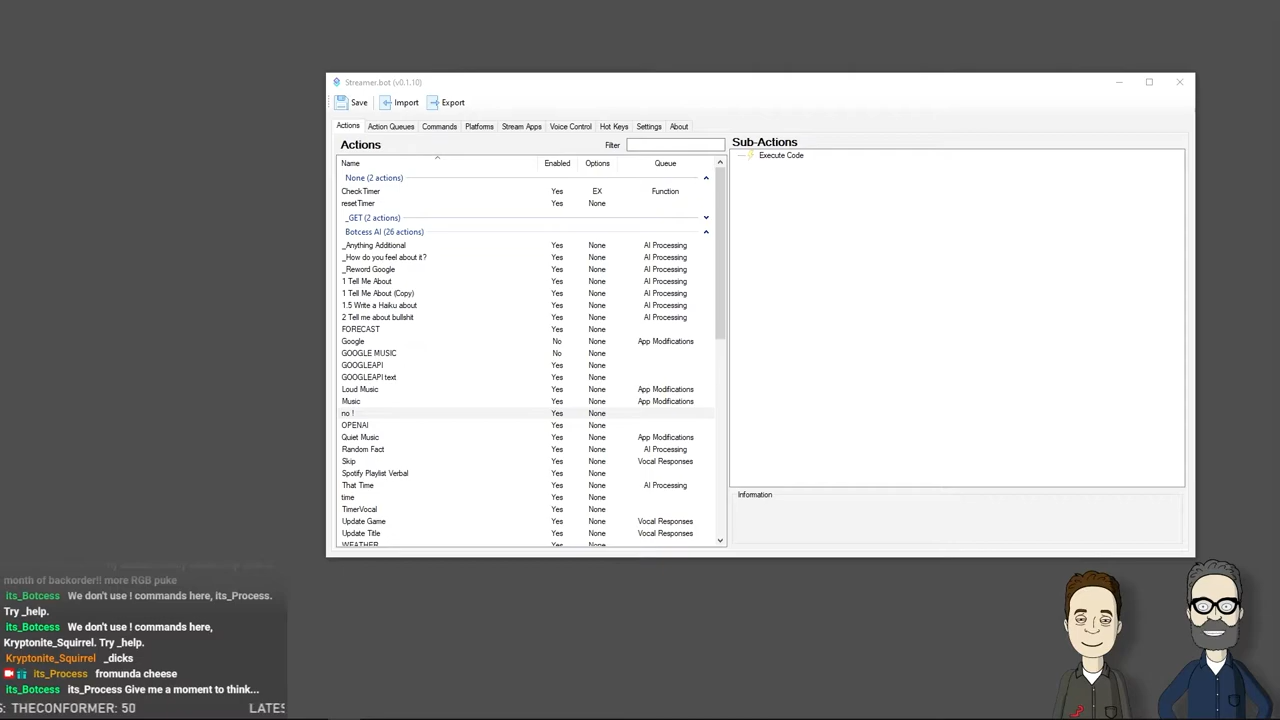 Streamer.bot (v0.1.10)
Save Import Export
Actions Action Queues Commands Platforms Stream Apps Voice Control Hot Keys Settings About
Actions Filter
Name Enabled Options Queue
None (2 actions)
CheckTimer Yes EX Function
resetTimer Yes None
_GET (2 actions)
Botcess AI (26 actions)
_Anything Additional Yes None AI Processing
_How do you feel about it? Yes None AI Processing
_Reword Google Yes None AI Processing
1 Tell Me About Yes None AI Processing
1 Tell Me About (Copy) Yes None AI Processing
1.5 Write a Haiku about Yes None AI Processing
2 Tell me about bullshit Yes None AI Processing
FORECAST Yes None
Google No None App Modifications
GOOGLE MUSIC No None
GOOGLEAPI Yes None
GOOGLEAPI text Yes None
Loud Music Yes None App Modifications
Music Yes None App Modifications
no ! Yes None
OPENAI Yes None
Quiet Music Yes None App Modifications
Random Fact Yes None AI Processing
Skip Yes None Vocal Responses
Spotify Playlist Verbal Yes None
That Time Yes None AI Processing
time Yes None
TimerVocal Yes None
Update Game Yes None Vocal Responses
Update Title Yes None Vocal Responses
WEATHER Yes None
Sub-Actions
Execute Code
Information
month of backorder!! more RGB puke
its_Botcess We don't use ! commands here, its_Process.
Try _help.
its_Botcess We don't use ! commands here,
Kryptonite_Squirrel. Try _help.
Kryptonite_Squirrel _dicks
its_Process fromunda cheese
its_Botcess its_Process Give me a moment to think...
S: THECONFORMER: 50 LATES